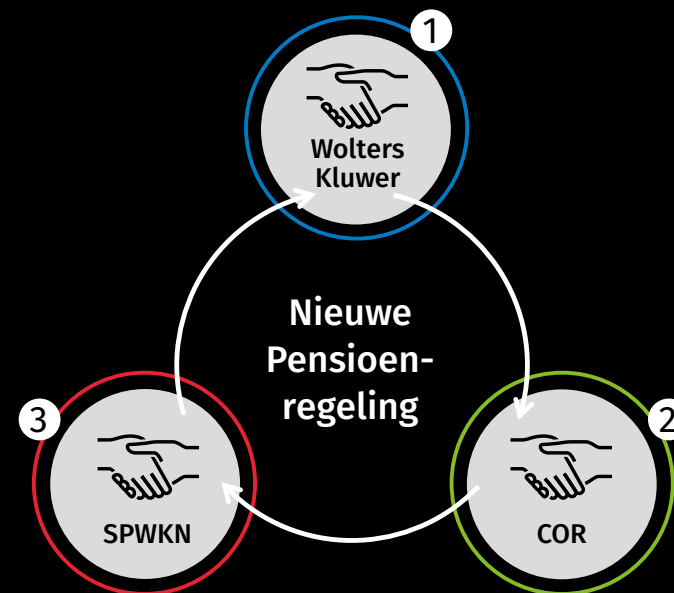 1
Wolters
Kluwer
Nieuwe
Pensioen-
regeling
3
2
SPWKN
COR